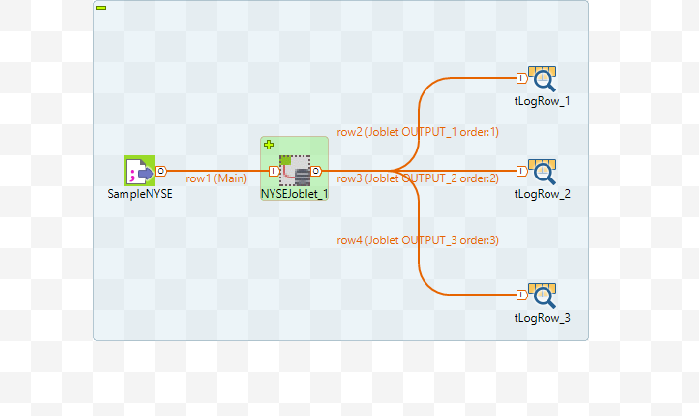 tLogRow_1
row2 (Joblet OUTPUT_1 order:1)
SampleNYSE
row1 (Main)
NYSEJoblet_1
row3 (Joblet OUTPUT_2 order:2)
tLogRow_2
row4 (Joblet OUTPUT_3 order:3)
tLogRow_3
O
I
O
I
I
I